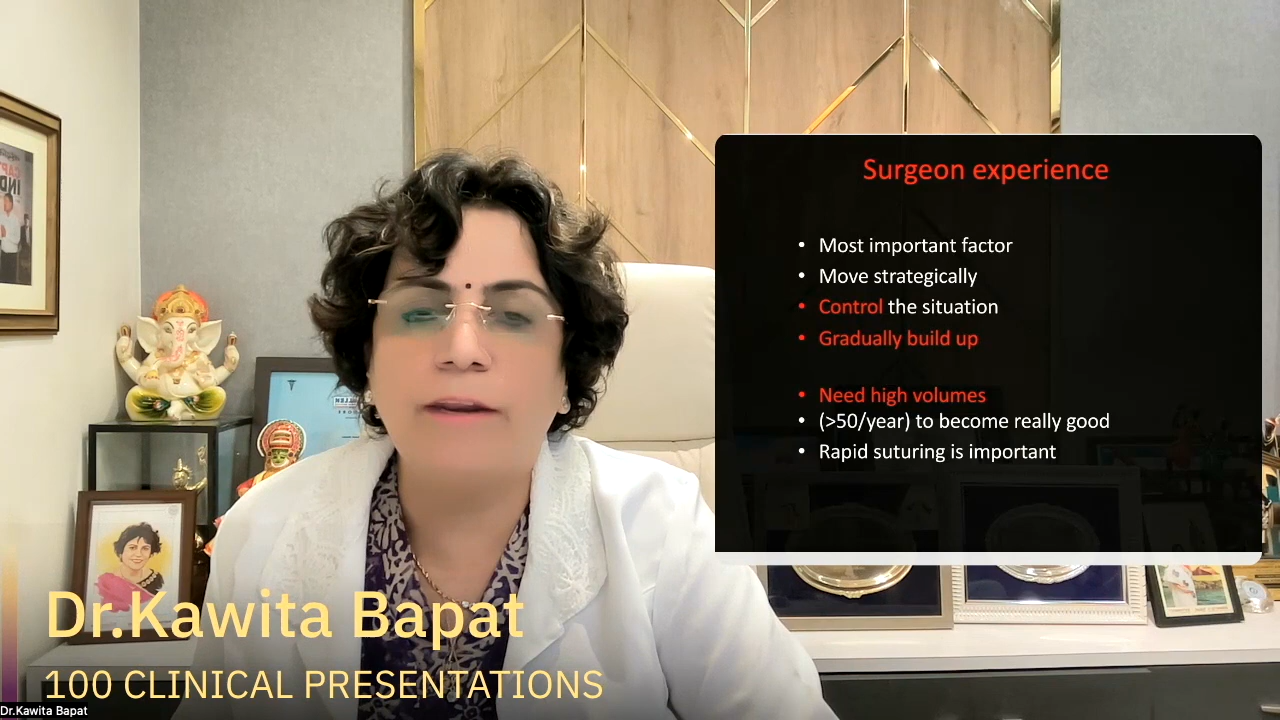 Surgeon experience
• Most important factor
• Move strategically
• Control the situation
• Gradually build up
• Need high volumes
• (>50/year) to become really good
• Rapid suturing is important
Dr.Kawita Bapat
100 CLINICAL PRESENTATIONS
Dr.Kawita Bapat